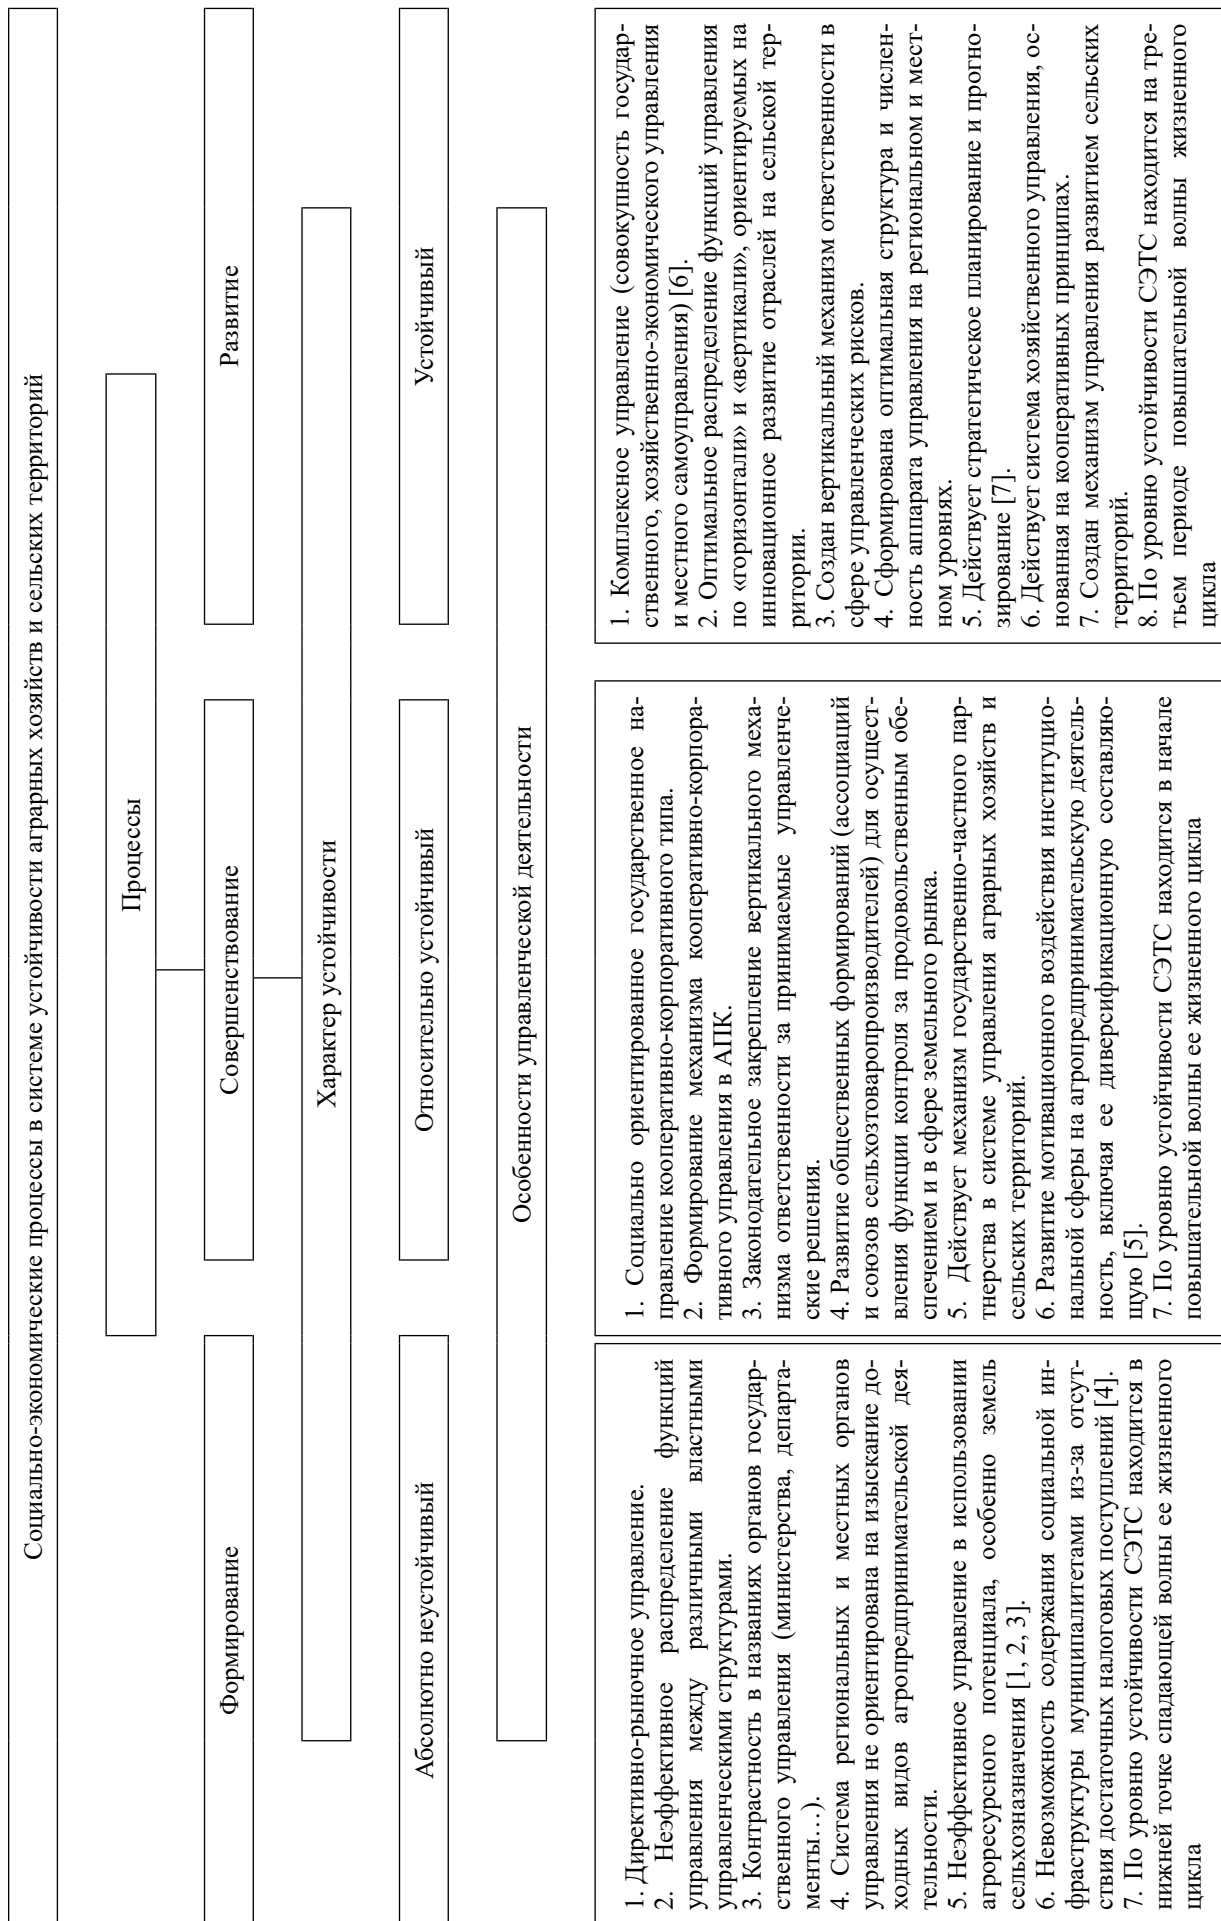 Социально-экономические процессы в системе устойчивости аграрных хозяйств и сельских территорий
Процессы
Формирование
Совершенствование
Развитие
Характер устойчивости
Абсолютно неустойчивый
Относительно устойчивый
Устойчивый
Особенности управленческой деятельности
1. Директивно-рыночное управление.
2. Неэффективное распределение функций
управления между различными властными
управленческими структурами.
3. Контрастность в названиях органов государ-
ственного управления (министерства, департа-
менты…).
4. Система региональных и местных органов
управления не ориентирована на изыскание до-
ходных видов агропредпринимательской дея-
тельности.
5. Неэффективное управление в использовании
агроресурсного потенциала, особенно земель
сельхозназначения [1, 2, 3].
6. Невозможность содержания социальной ин-
фраструктуры муниципалитетами из-за отсут-
ствия достаточных налоговых поступлений [4].
7. По уровню устойчивости СЭТС находится в
нижней точке спадающей волны ее жизненного
цикла
1. Социально ориентированное государственное на-
правление кооперативно-корпоративного типа.
2. Формирование механизма кооперативно-корпора-
тивного управления в АПК.
3. Законодательное закрепление вертикального меха-
низма ответственности за принимаемые управленче-
ские решения.
4. Развитие общественных формирований (ассоциаций
и союзов сельхозтоваропроизводителей) для осущест-
вления функции контроля за продовольственным обе-
спечением и в сфере земельного рынка.
5. Действует механизм государственно-частного пар-
тнерства в системе управления аграрных хозяйств и
сельских территорий.
6. Развитие мотивационного воздействия институцио-
нальной сферы на агропредпринимательскую деятель-
ность, включая ее диверсификационную составляю-
щую [5].
7. По уровню устойчивости СЭТС находится в начале
повышательной волны ее жизненного цикла
1. Комплексное управление (совокупность государ-
ственного, хозяйственно-экономического управления
и местного самоуправления) [6].
2. Оптимальное распределение функций управления
по «горизонтали» и «вертикали», ориентируемых на
инновационное развитие отраслей на сельской тер-
ритории.
3. Создан вертикальный механизм ответственности в
сфере управленческих рисков.
4. Сформирована оптимальная структура и числен-
ность аппарата управления на региональном и мест-
ном уровнях.
5. Действует стратегическое планирование и прогно-
зирование [7].
6. Действует система хозяйственного управления, ос-
нованная на кооперативных принципах.
7. Создан механизм управления развитием сельских
территорий.
8. По уровню устойчивости СЭТС находится на тре-
тьем периоде повышательной волны жизненного
цикла